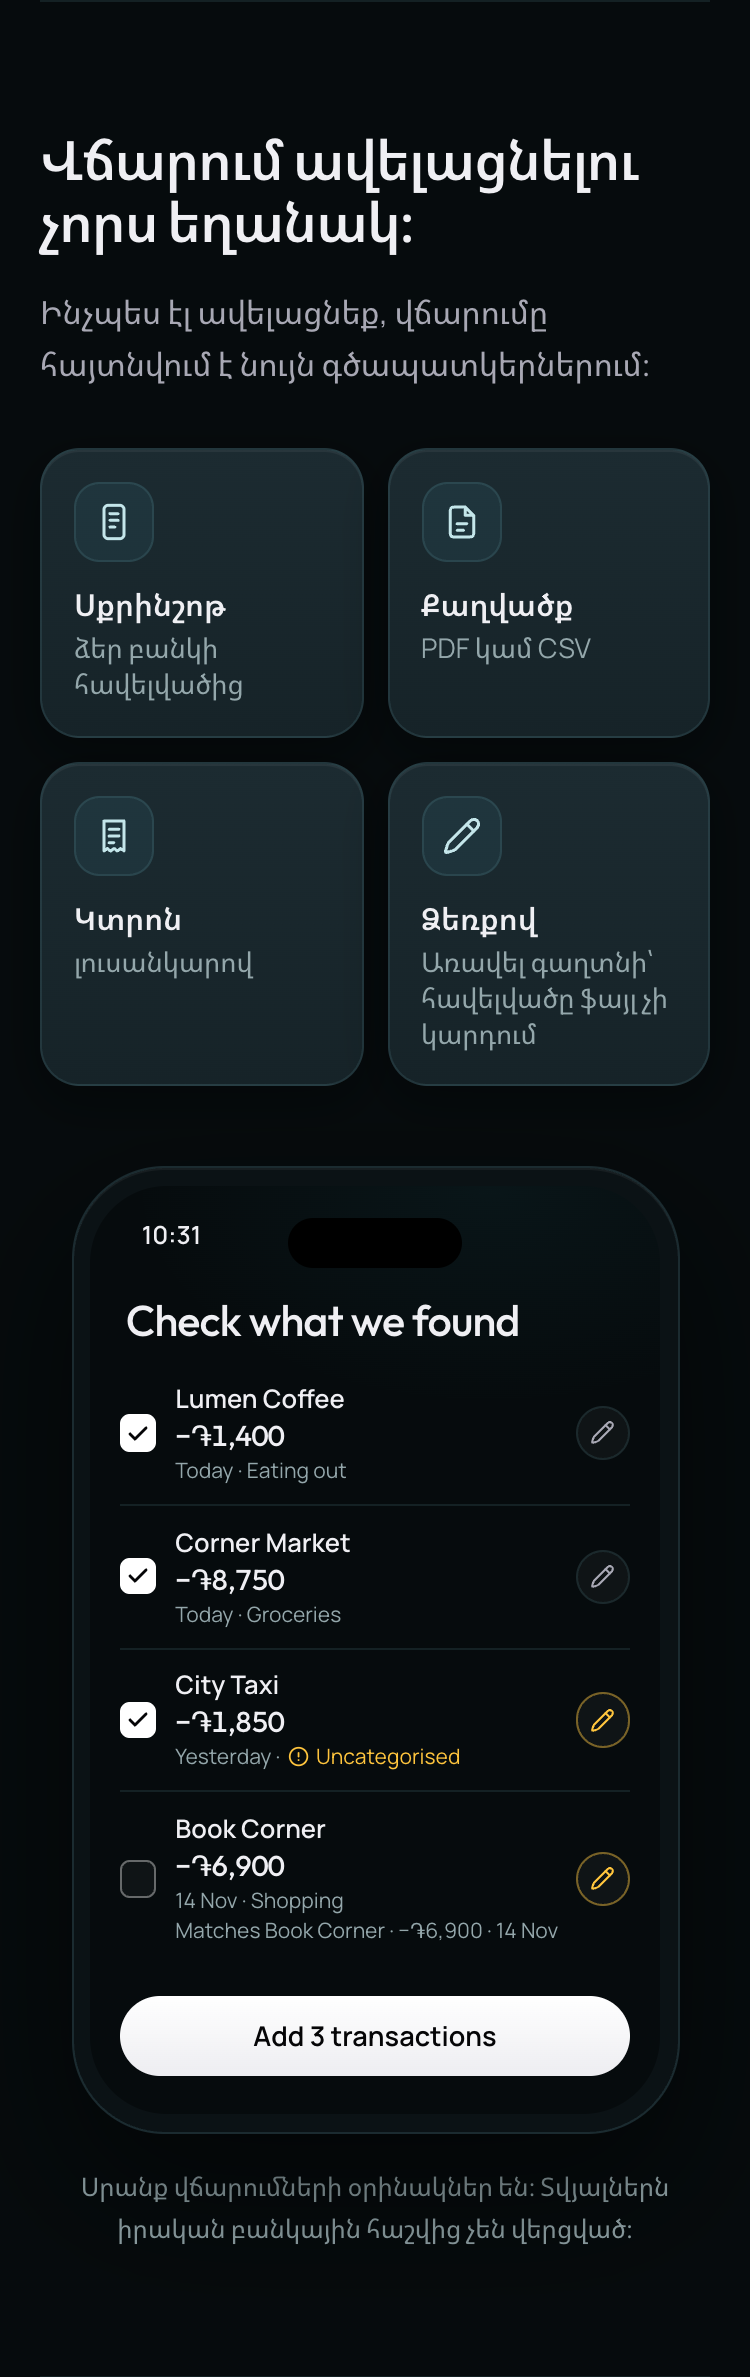 Վճարում ավելացնելու
չորս եղանակ:
Ինչպես էլ ավելացնեք, վճարումը
հայտնվում է նույն գծապատկերներում:
Սքրինշոթ
ձեր բանկի
հավելվածից
Քաղվածք
PDF կամ CSV
Կտրոն
լուսանկարով
Ձեռքով
Առավել գաղտնի՝
հավելվածը ֆայլ չի
կարդում
10:31
Check what we found
Lumen Coffee
−֏1,400
Today · Eating out
Corner Market
−֏8,750
Today · Groceries
City Taxi
−֏1,850
Yesterday · Uncategorised
Book Corner
−֏6,900
14 Nov · Shopping
Matches Book Corner · −֏6,900 · 14 Nov
Add 3 transactions
Սրանք վճարումների օրինակներ են: Տվյալներն
իրական բանկային հաշվից չեն վերցված: